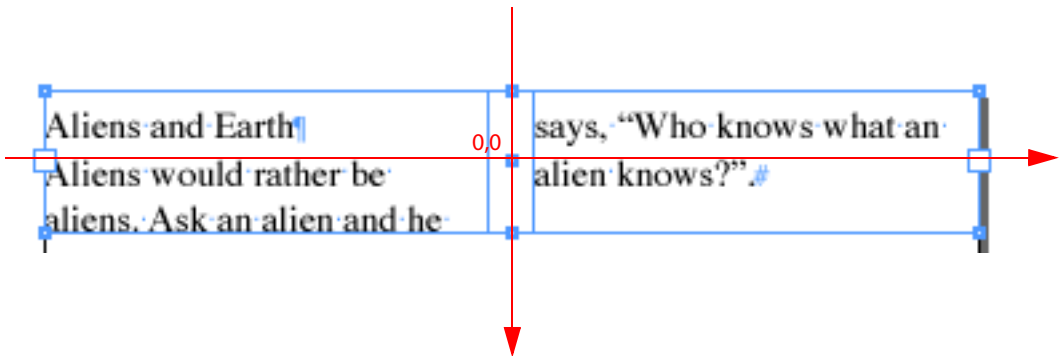 Aliens and Earth¶
Aliens would rather be
aliens. Ask an alien and he
says, “Who knows what an
alien knows?”.#
0,0